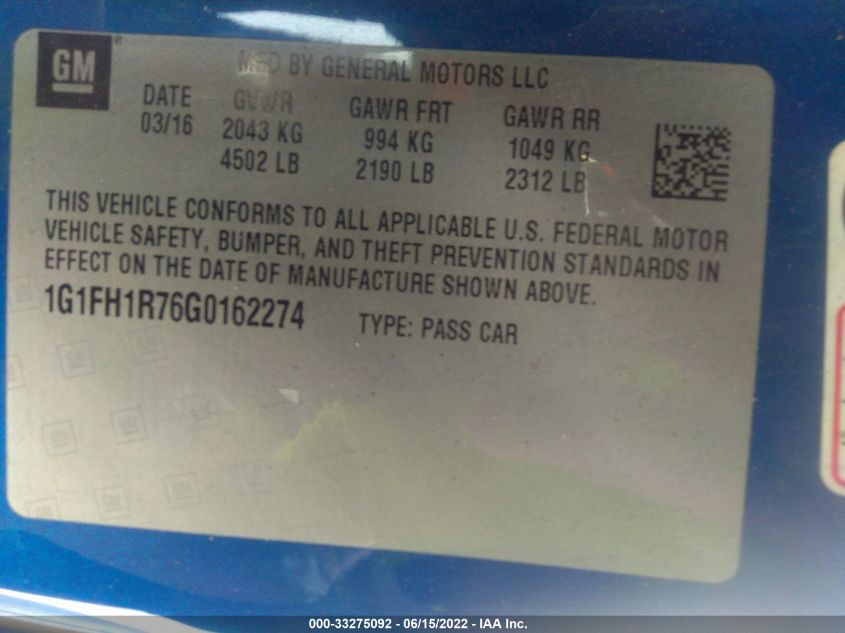 GM
MFD BY GENERAL MOTORS LLC
DATE GVWR GAWR FRT GAWR RR
03/16 2043 KG 994 KG 1049 KG
4502 LB 2190 LB 2312 LB
THIS VEHICLE CONFORMS TO ALL APPLICABLE U.S. FEDERAL MOTOR
VEHICLE SAFETY, BUMPER, AND THEFT PREVENTION STANDARDS IN
EFFECT ON THE DATE OF MANUFACTURE SHOWN ABOVE.
1G1FH1R76G0162274 TYPE: PASS CAR
000-33275092 - 06/15/2022 - IAA Inc.